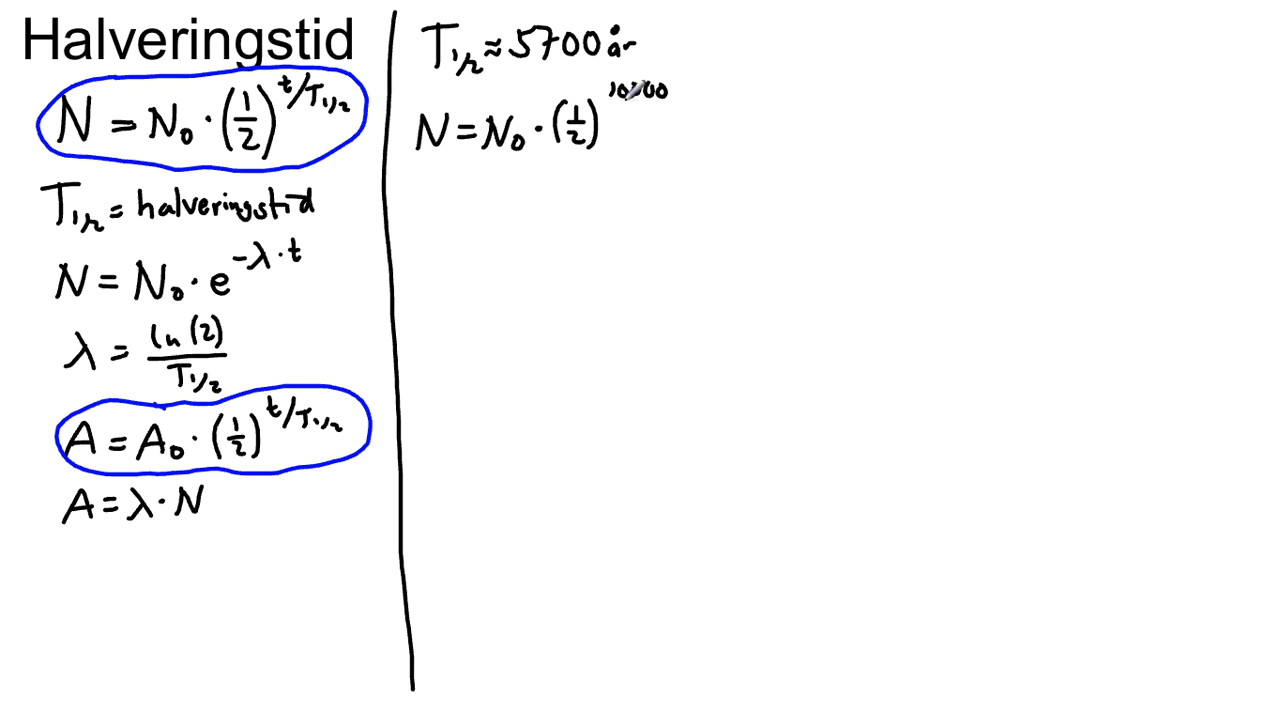 Halveringstid
N = N₀ · (1/2)^(t/T₁/₂)
T₁/₂ = halveringstid
N = N₀ · e^(-λ·t)
λ = ln(2)/T₁/₂
A = A₀ · (1/2)^(t/T₁/₂)
A = λ · N
T₁/₂ ≈ 5700 år
N = N₀ · (1/2)^10000